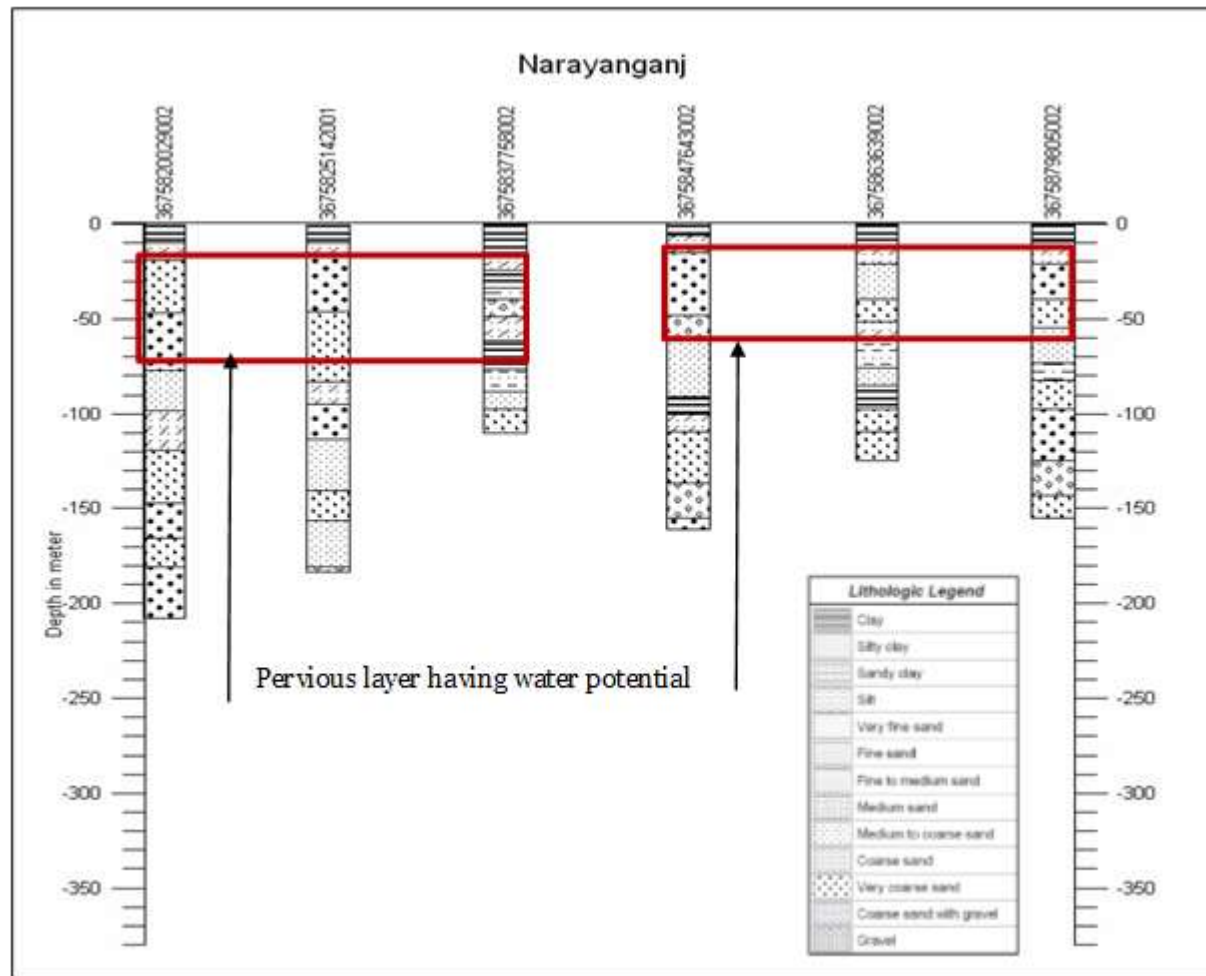 Narayanganj
3675820029002
3675825142001
3675837758002
3675847643002
3675863639002
3675879805002
0
-50
-100
-150
-200
-250
-300
-350
Depth in meter
0
-50
-100
-150
-200
-250
-300
-350
Pervious layer having water potential
Lithologic Legend
Clay
Silty clay
Sandy clay
Silt
Very fine sand
Fine sand
Fine to medium sand
Medium sand
Medium to coarse sand
Coarse sand
Very coarse sand
Coarse sand with gravel
Gravel